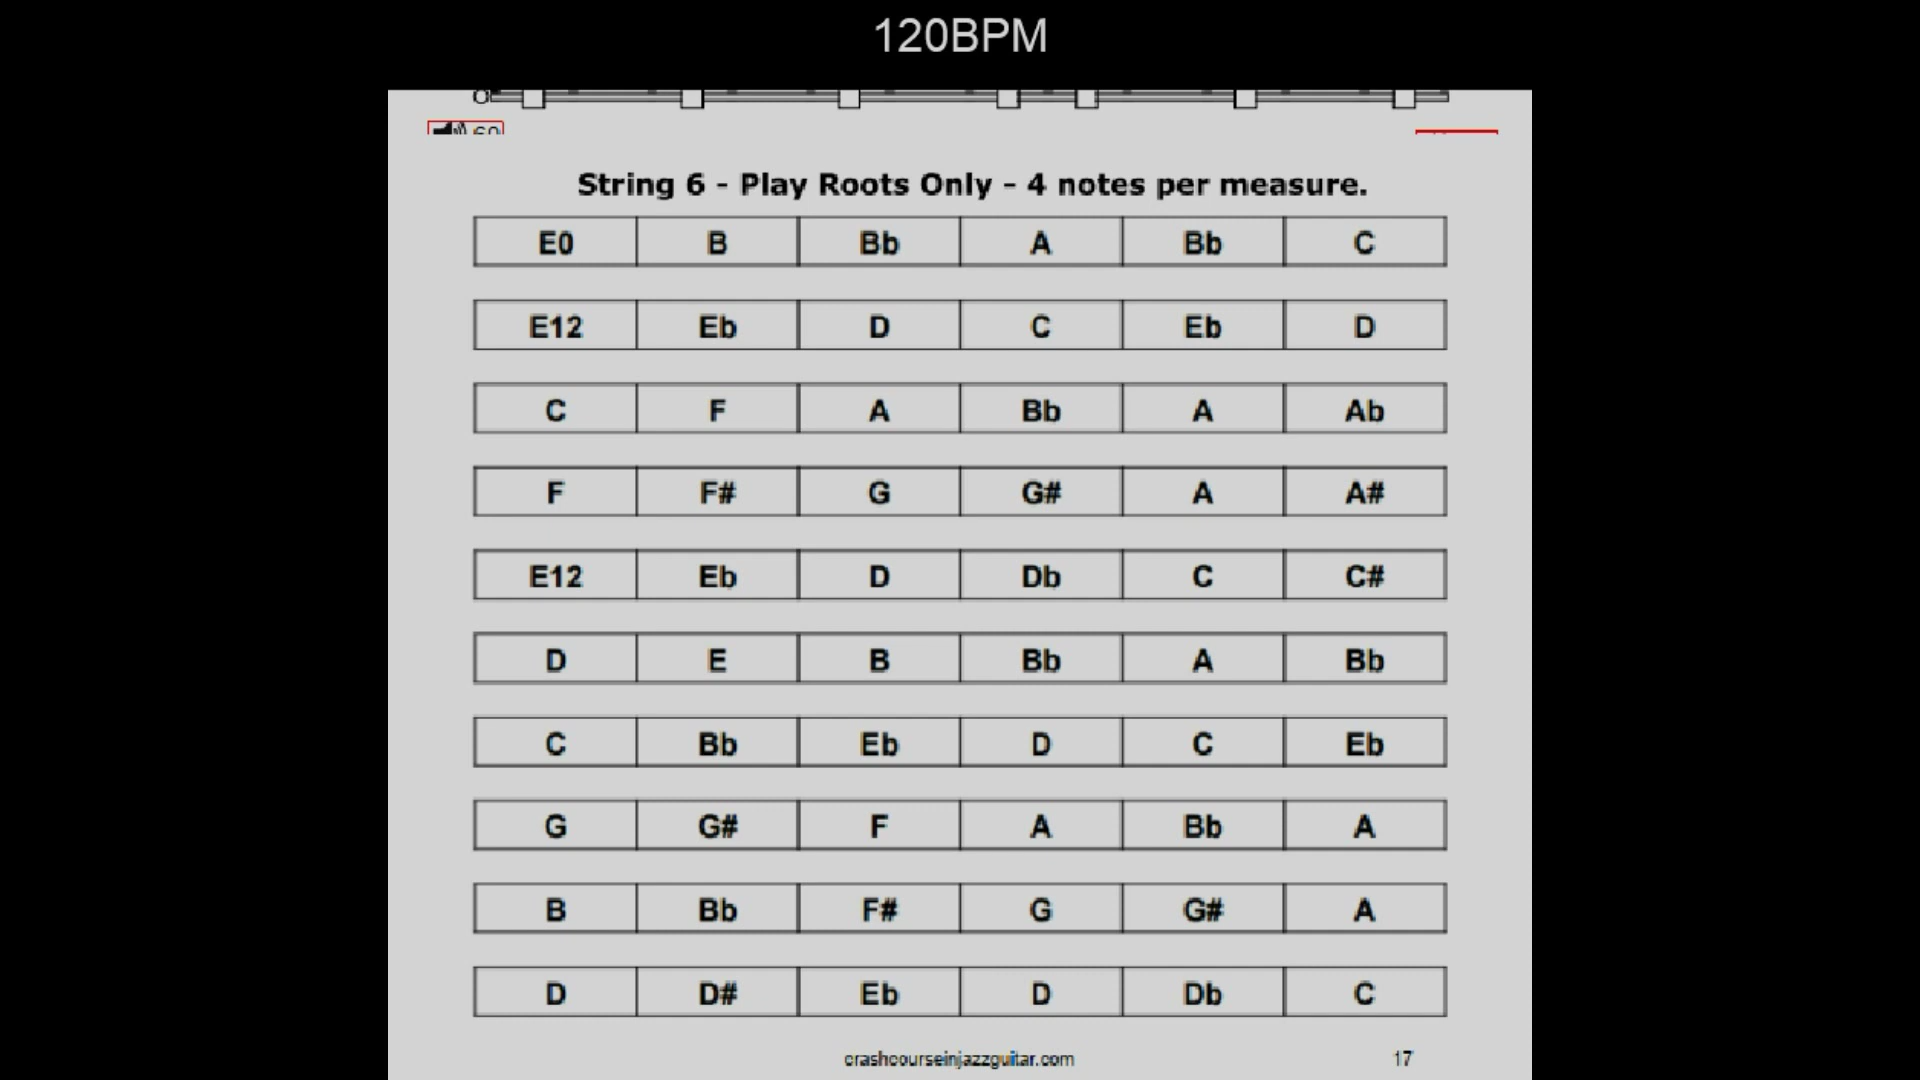 120BPM
String 6 - Play Roots Only - 4 notes per measure.
E0 B Bb A Bb C
E12 Eb D C Eb D
C F A Bb A Ab
F F# G G# A A#
E12 Eb D Db C C#
D E B Bb A Bb
C Bb Eb D C Eb
G G# F A Bb A
B Bb F# G G# A
D D# Eb D Db C
crashcourseinjazzguitar.com 17